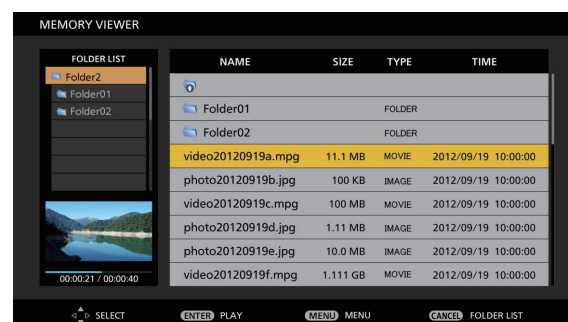 MEMORY VIEWER
FOLDER LIST
Folder2
Folder01
Folder02
00:00:21 / 00:00:40
NAME SIZE TYPE TIME
Folder01 FOLDER
Folder02 FOLDER
video20120919a.mpg 11.1 MB MOVIE 2012/09/19 10:00:00
photo20120919b.jpg 100 KB IMAGE 2012/09/19 10:00:00
video20120919c.mpg 100 MB MOVIE 2012/09/19 10:00:00
photo20120919d.jpg 1.11 MB IMAGE 2012/09/19 10:00:00
photo20120919e.jpg 10.0 MB IMAGE 2012/09/19 10:00:00
video20120919f.mpg 1.111 GB MOVIE 2012/09/19 10:00:00
SELECT ENTER PLAY MENU MENU CANCEL FOLDER LIST